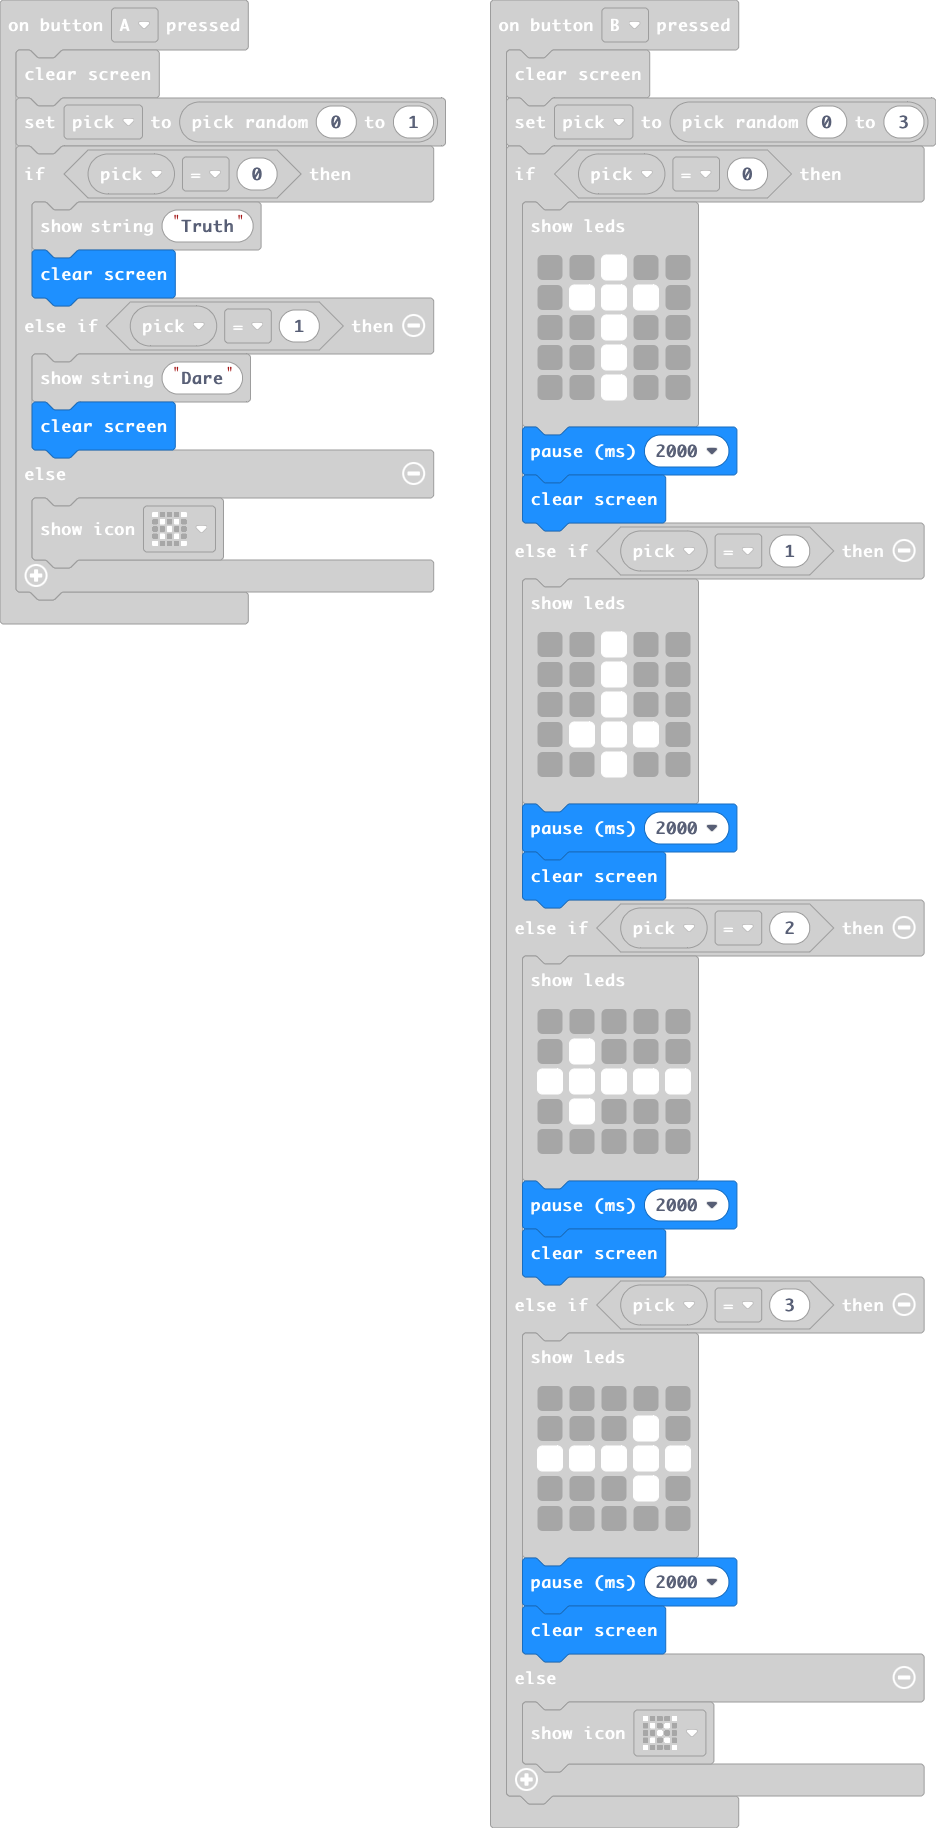 on button A pressed
clear screen
set pick to pick random 0 to 1
if pick = 0 then
show string "Truth"
clear screen
else if pick = 1 then
show string "Dare"
clear screen
else
show icon
on button B pressed
clear screen
set pick to pick random 0 to 3
if pick = 0 then
show leds
pause (ms) 2000
clear screen
else if pick = 1 then
show leds
pause (ms) 2000
clear screen
else if pick = 2 then
show leds
pause (ms) 2000
clear screen
else if pick = 3 then
show leds
pause (ms) 2000
clear screen
else
show icon